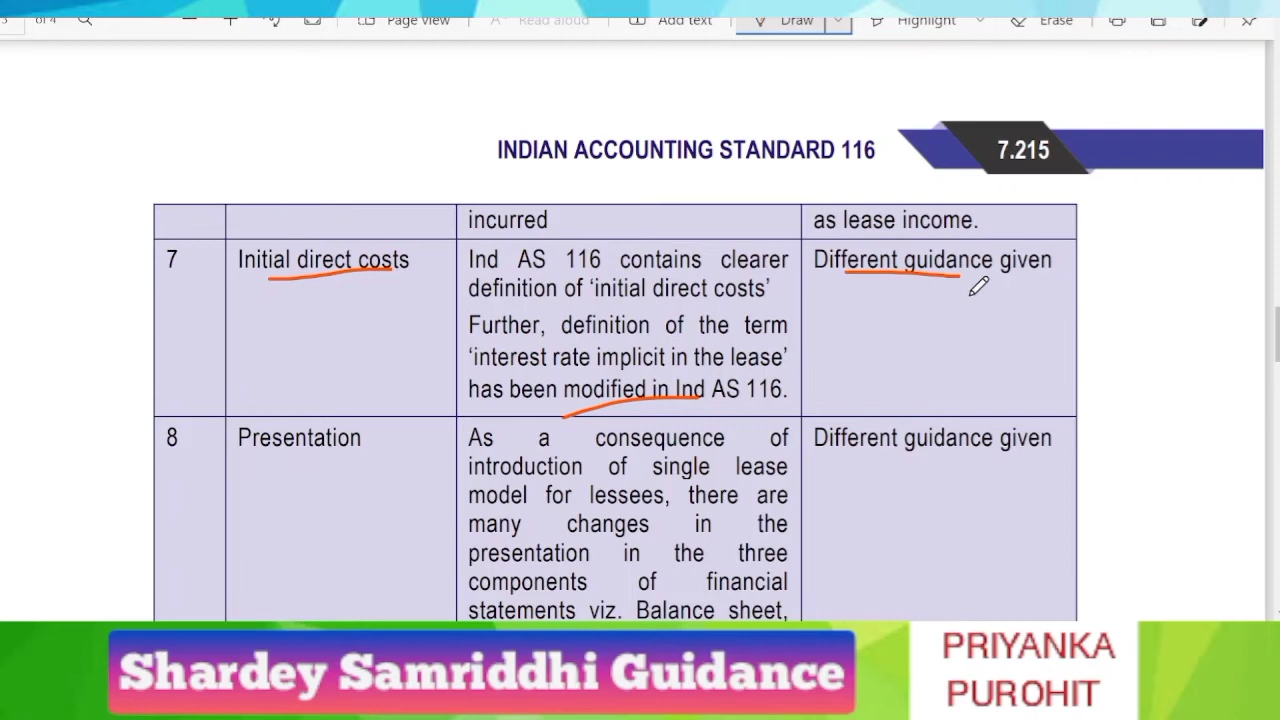 of 4
Page view
Read aloud
Add text
Draw
Highlight
Erase
INDIAN ACCOUNTING STANDARD 116
7.215
incurred
as lease income.
7
Initial direct costs
Ind AS 116 contains clearer
definition of ‘initial direct costs’
Further, definition of the term
‘interest rate implicit in the lease’
has been modified in Ind AS 116.
Different guidance given
8
Presentation
As a consequence of
introduction of single lease
model for lessees, there are
many changes in the
presentation in the three
components of financial
statements viz. Balance sheet,
Different guidance given
Shardey Samriddhi Guidance
PRIYANKA
PUROHIT